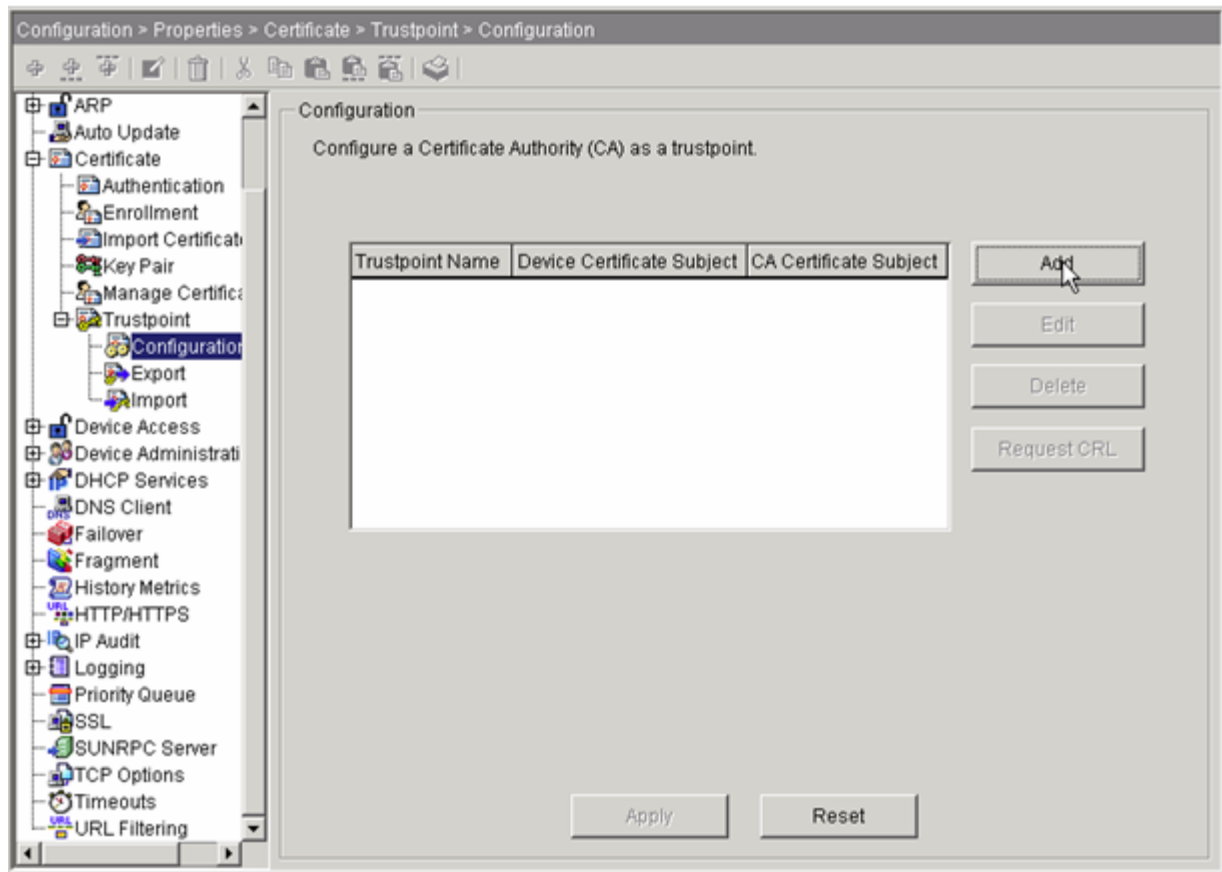 Configuration > Properties > Certificate > Trustpoint > Configuration
ARP
Auto Update
Certificate
Authentication
Enrollment
Import Certificat
Key Pair
Manage Certifica
Trustpoint
Configuration
Export
Import
Device Access
Device Administrati
DHCP Services
DNS Client
Failover
Fragment
History Metrics
HTTP/HTTPS
IP Audit
Logging
Priority Queue
SSL
SUNRPC Server
TCP Options
Timeouts
URL Filtering
Configuration
Configure a Certificate Authority (CA) as a trustpoint.
Trustpoint Name Device Certificate Subject CA Certificate Subject
Add
Edit
Delete
Request CRL
Apply Reset